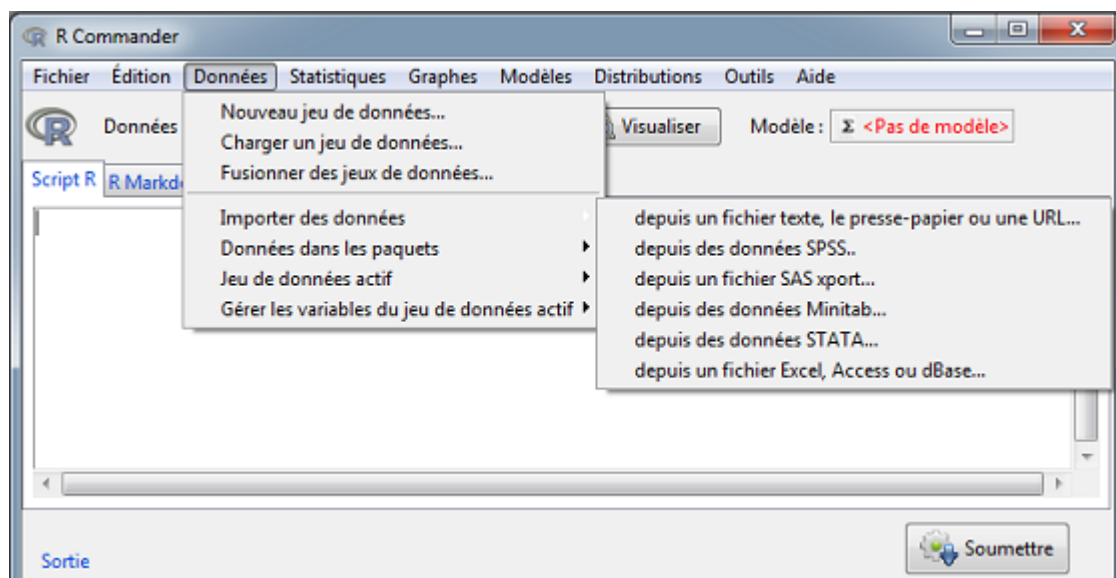 R Commander
Fichier Édition Données Statistiques Graphes Modèles Distributions Outils Aide
Données
Visualiser
Modèle : Σ <Pas de modèle>
Script R
Nouveau jeu de données...
Charger un jeu de données...
Fusionner des jeux de données...
Importer des données
Données dans les paquets
Jeu de données actif
Gérer les variables du jeu de données actif
depuis un fichier texte, le presse-papier ou une URL...
depuis des données SPSS..
depuis un fichier SAS xport...
depuis des données Minitab...
depuis des données STATA...
depuis un fichier Excel, Access ou dBase...
Soumettre
Sortie